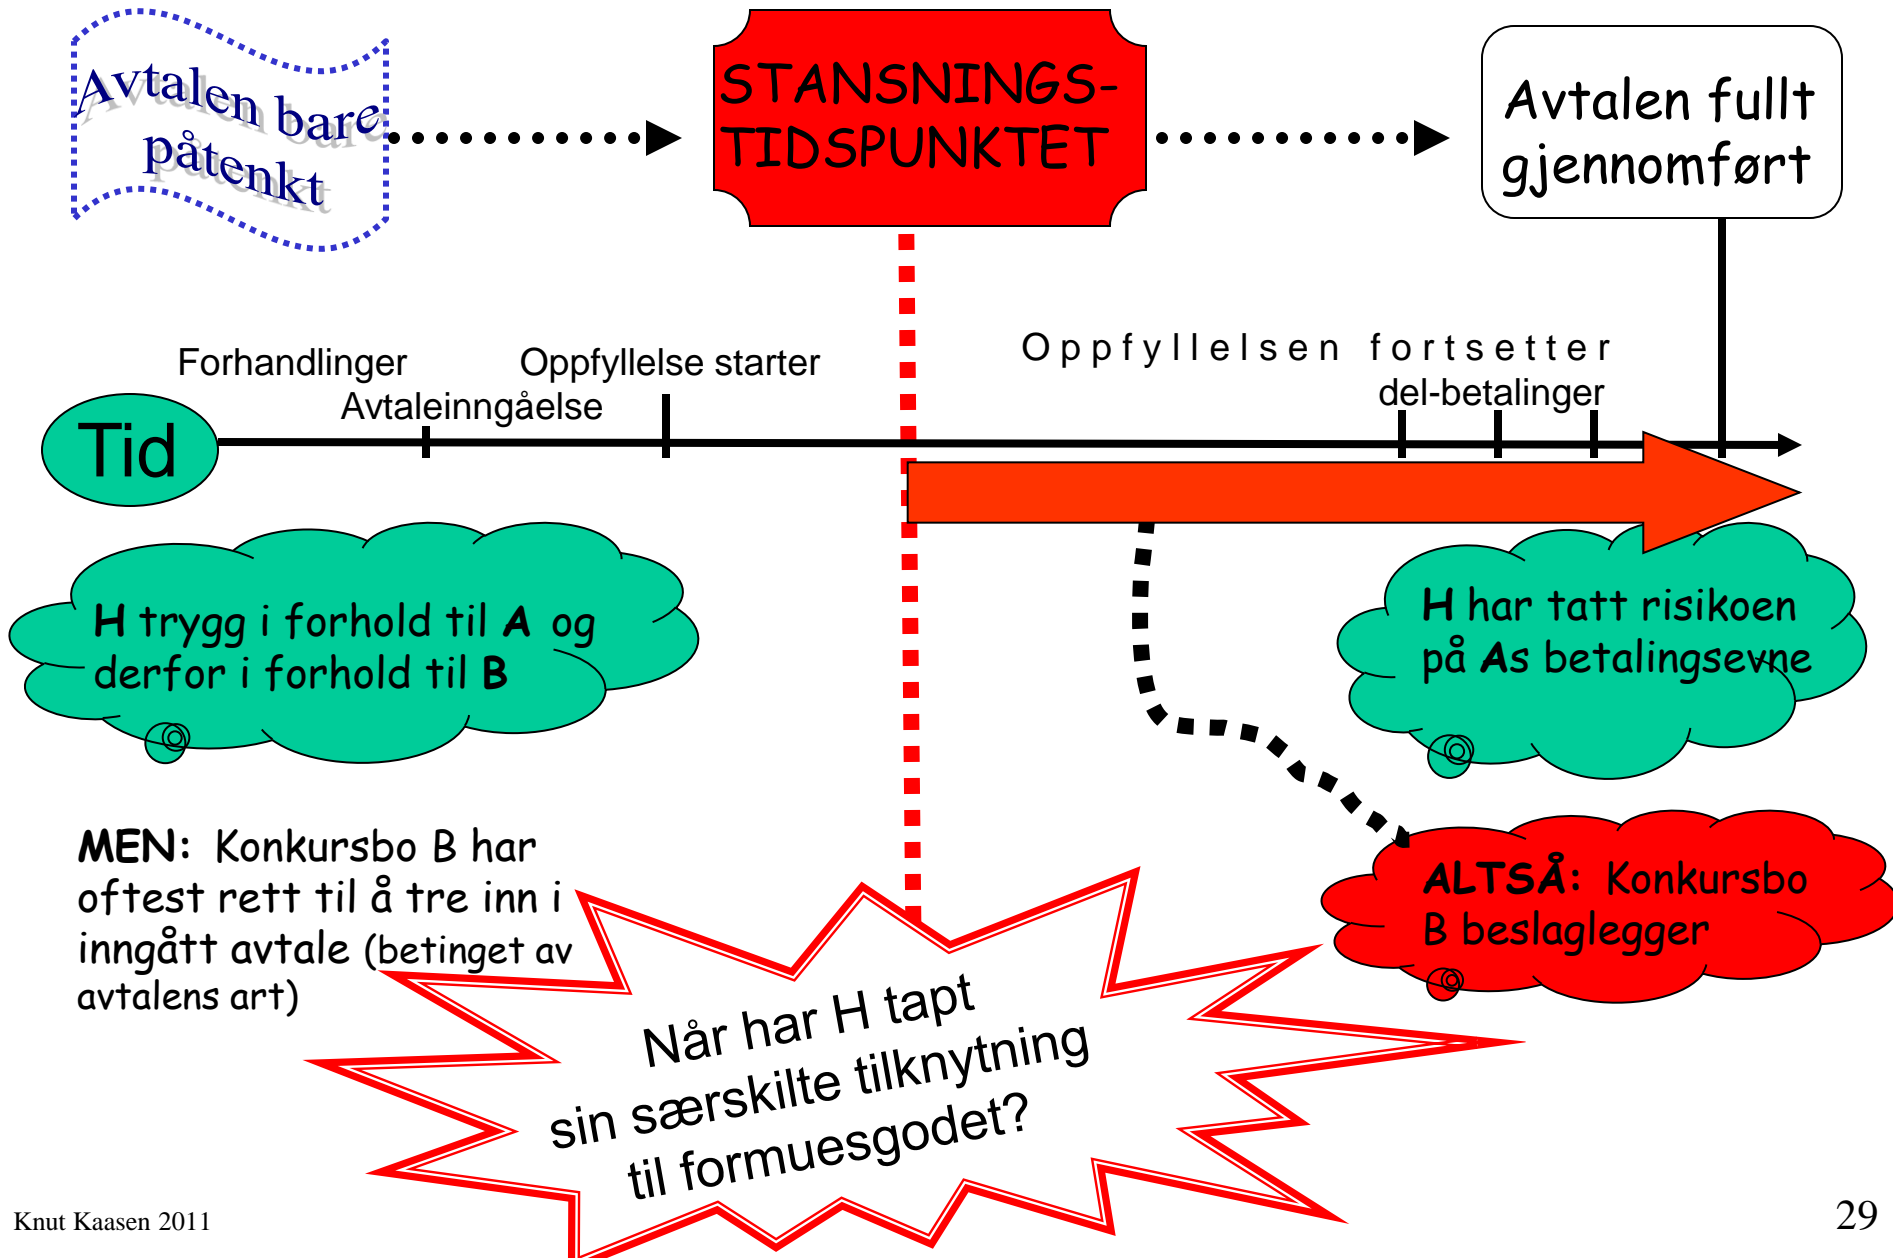 Avtalen bare
påtenkt
STANSNINGS-
TIDSPUNKTET
Avtalen fullt
gjennomført
Forhandlinger
Avtaleinngåelse
Oppfyllelse starter
Oppfyllelsen fortsetter
del-betalinger
Tid
H trygg i forhold til A og
derfor i forhold til B
H har tatt risikoen
på As betalingsevne
MEN: Konkursbo B har
oftest rett til å tre inn i
inngått avtale (betinget av
avtalens art)
ALTSÅ: Konkursbo
B beslaglegger
Når har H tapt
sin særskilte tilknytning
til formuesgodet?
Knut Kaasen 2011
29